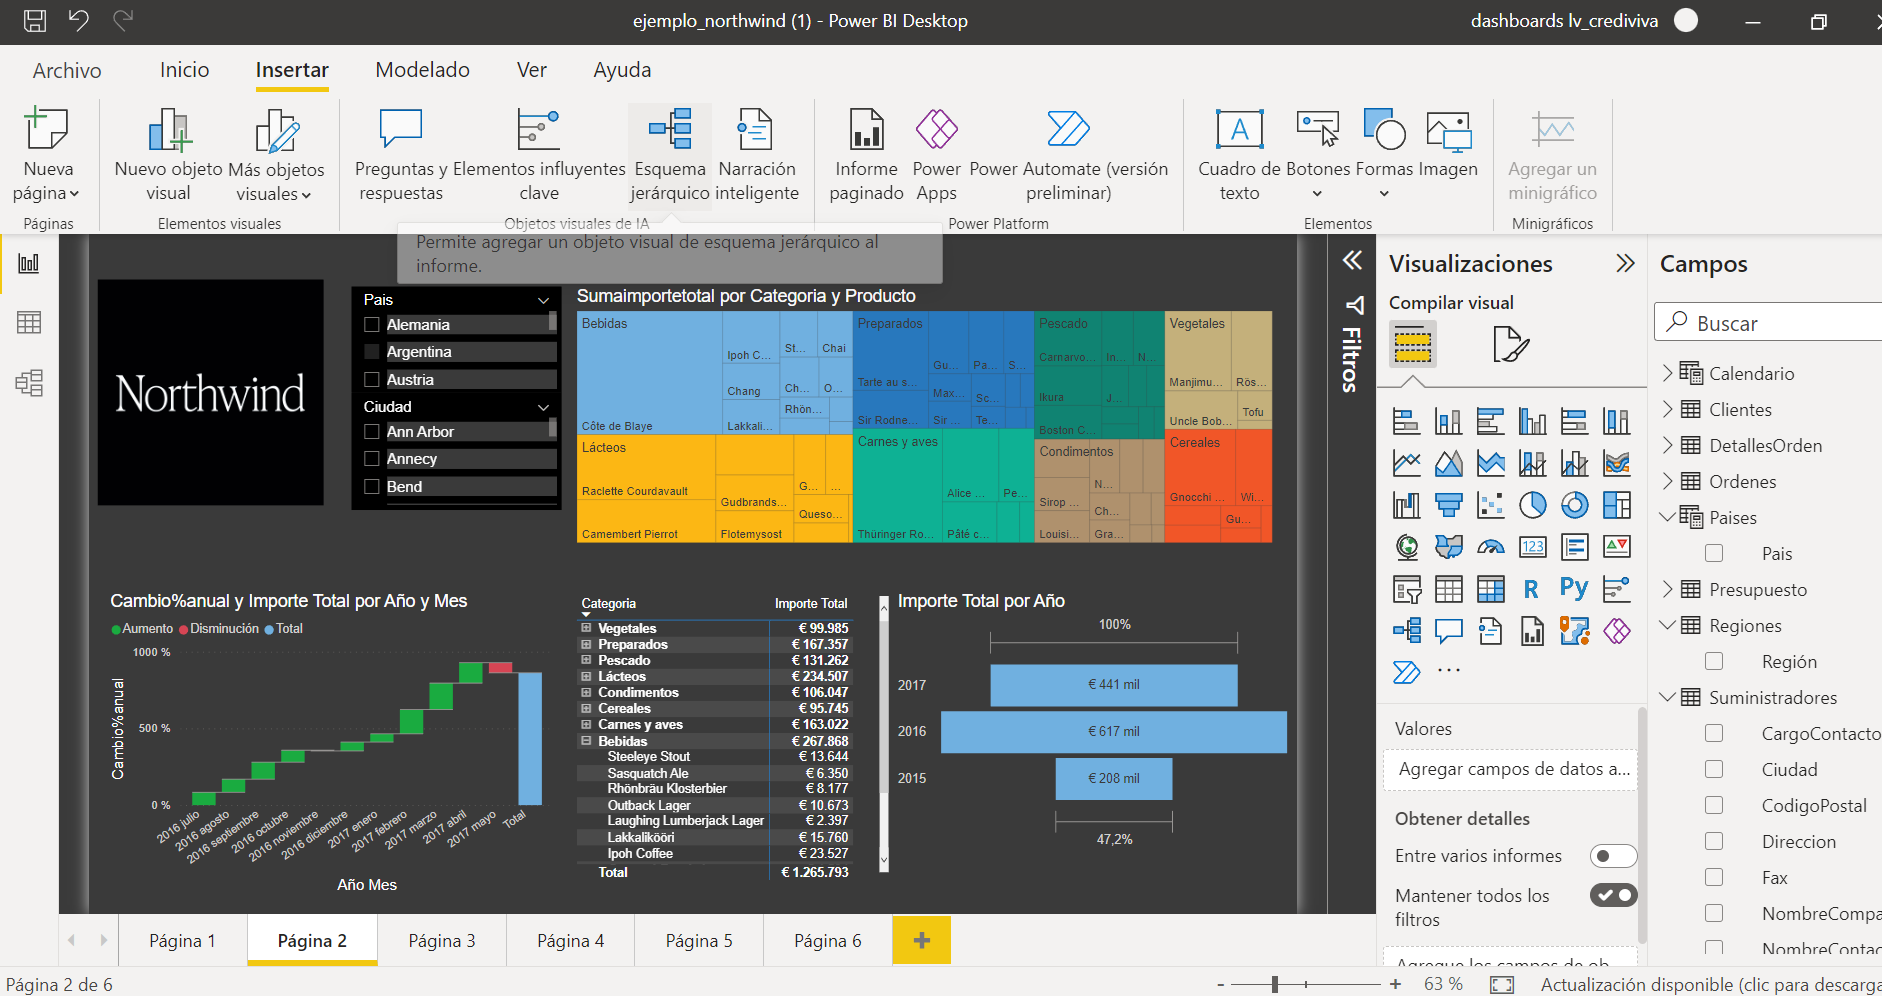 ejemplo_northwind (1) - Power BI Desktop
dashboards lv_crediviva
Archivo Inicio Insertar Modelado Ver Ayuda
Nueva página
Nuevo objeto visual
Más objetos visuales
Preguntas y respuestas
Elementos influyentes clave
Esquema jerárquico
Narración inteligente
Informe paginado
Power Apps
Power Automate (versión preliminar)
Cuadro de texto
Botones
Formas
Imagen
Agregar un minigráfico
Páginas
Elementos visuales
Objetos visuales de IA
Power Platform
Elementos
Minigráficos
Permite agregar un objeto visual de esquema jerárquico al
informe.
Northwind
Pais
Alemania
Argentina
Austria
Ciudad
Ann Arbor
Annecy
Bend
Sumaimportetotal por Categoria y Producto
Bebidas
Ipoh C...
St...
Chai
Chang
Ch...
O...
Rhön...
Côte de Blaye
Lakkali...
Lácteos
Raclette Courdavault
Gudbrands...
G...
...
Queso...
Camembert Pierrot
Flotemysost
Preparados
Gu...
Pa...
S...
Tarte au s...
Max...
Sc...
Sir Rodne...
Sir ...
Te...
Carnes y aves
Alice ...
Pe...
Thüringer Ro...
Pâté c...
Pescado
Carnarvo...
In...
N...
Ikura
J...
Boston C...
Condimentos
N...
Sirop ...
Ch...
Louisi...
Gra...
Vegetales
Manjimu...
Rös...
Tofu
Uncle Bob...
Cereales
Gnocchi ...
Wi...
Gu...
Cambio%anual y Importe Total por Año y Mes
Aumento Disminución Total
1000 %
500 %
0 %
Cambio%anual
2016 julio
2016 agosto
2016 septiembre
2016 octubre
2016 noviembre
2016 diciembre
2017 enero
2017 febrero
2017 marzo
2017 abril
2017 mayo
Total
Año Mes
Categoria Importe Total
Vegetales € 99.985
Preparados € 167.357
Pescado € 131.262
Lácteos € 234.507
Condimentos € 106.047
Cereales € 95.745
Carnes y aves € 163.022
Bebidas € 267.868
Steeleye Stout € 13.644
Sasquatch Ale € 6.350
Rhönbräu Klosterbier € 8.177
Outback Lager € 10.673
Laughing Lumberjack Lager € 2.397
Lakkalikööri € 15.760
Ipoh Coffee € 23.527
Total € 1.265.793
Importe Total por Año
100%
2017 € 441 mil
2016 € 617 mil
2015 € 208 mil
47,2%
Filtros
Visualizaciones
Compilar visual
123
R
Py
Valores
Agregar campos de datos a...
Obtener detalles
Entre varios informes
Mantener todos los
filtros
Agregue los campos de ob...
Campos
Buscar
Calendario
Clientes
DetallesOrden
Ordenes
Paises
Pais
Presupuesto
Regiones
Región
Suministradores
CargoContacto
Ciudad
CodigoPostal
Direccion
Fax
NombreCompa
NombreContac
Página 1 Página 2 Página 3 Página 4 Página 5 Página 6
Página 2 de 6
- + 63 %
Actualización disponible (clic para descarga